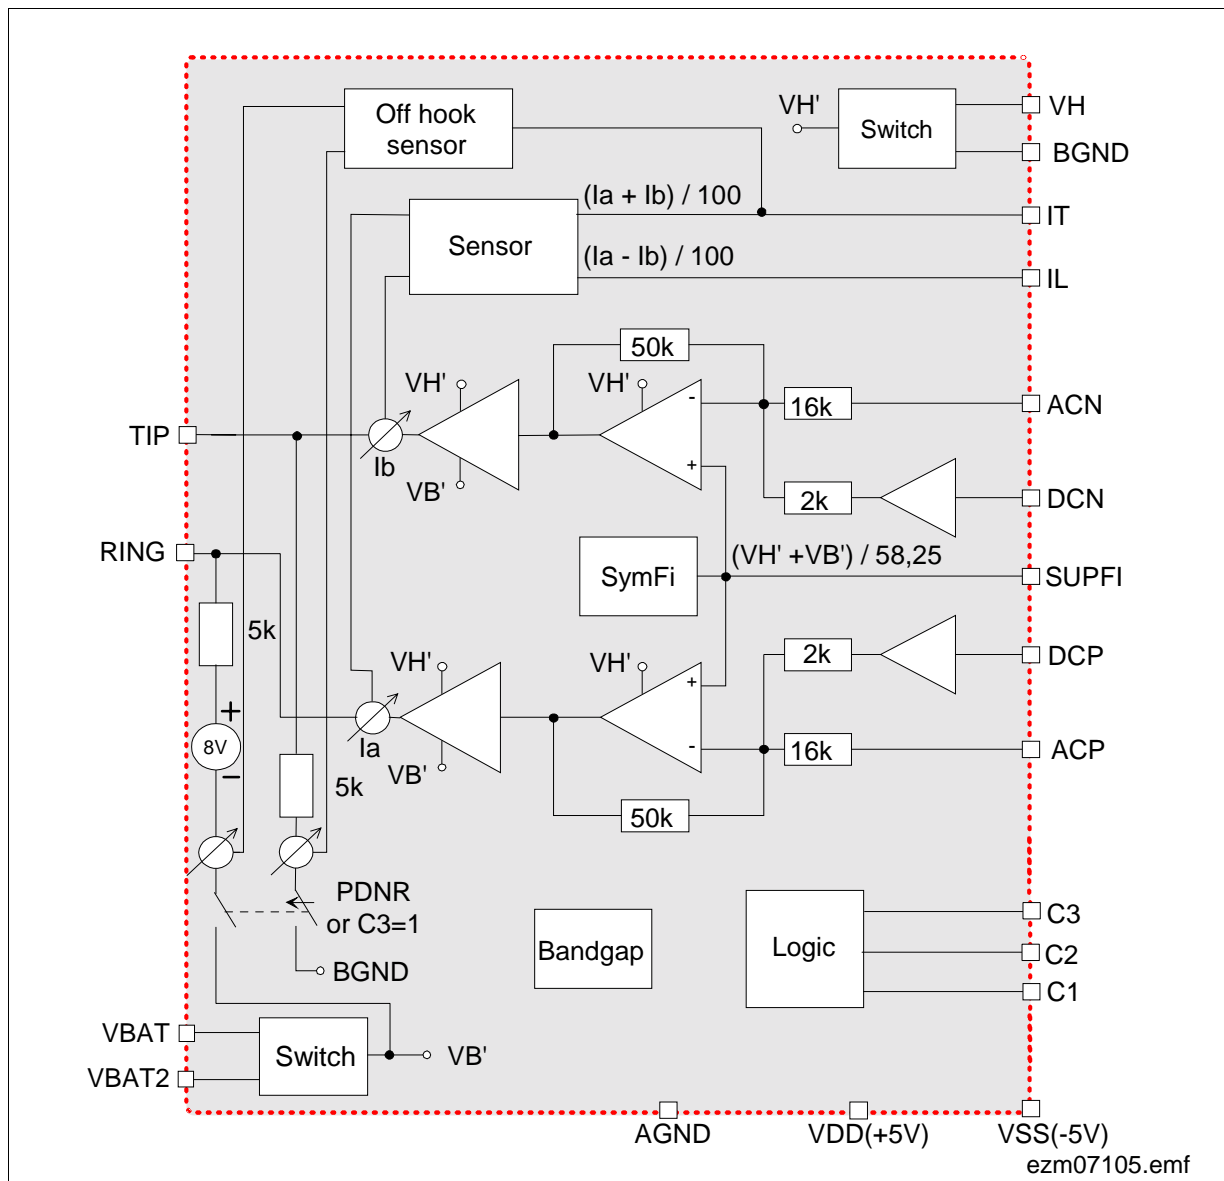 Off hook
sensor
VH'
Switch
VH
BGND
(Ia + Ib) / 100
IT
Sensor
(Ia - Ib) / 100
IL
50k
VH'
VH'
-
16k
ACN
TIP
Ib
+
VB'
2k
DCN
RING
(VH' +VB') / 58,25
SymFi
SUPFI
5k
2k
DCP
VH'
VH'
+
+
8V
-
Ia
-
16k
ACP
VB'
5k
50k
PDNR
or C3=1
C3
Bandgap
Logic
C2
BGND
C1
VBAT
Switch
VB'
VBAT2
AGND
VDD(+5V)
VSS(-5V)
ezm07105.emf